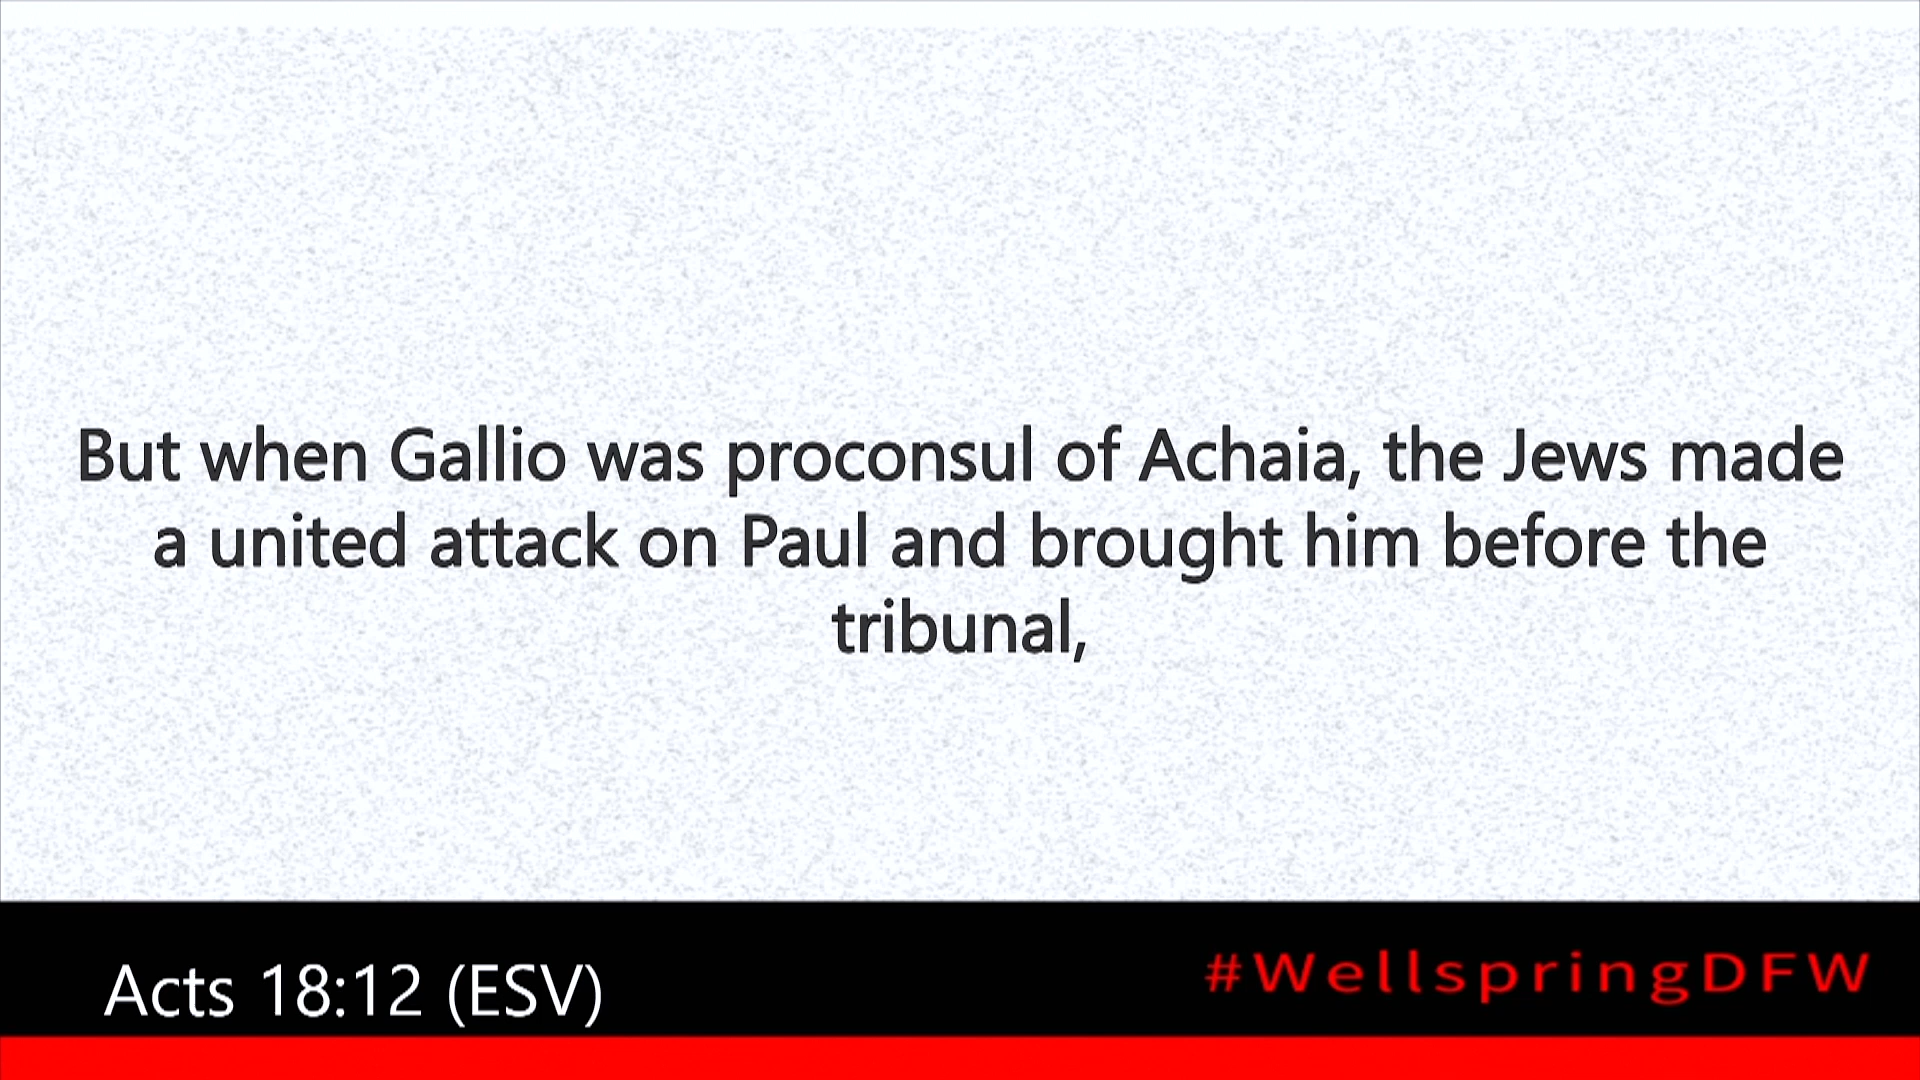 But when Gallio was proconsul of Achaia, the Jews made
a united attack on Paul and brought him before the
tribunal,
Acts 18:12 (ESV)
#WellspringDFW